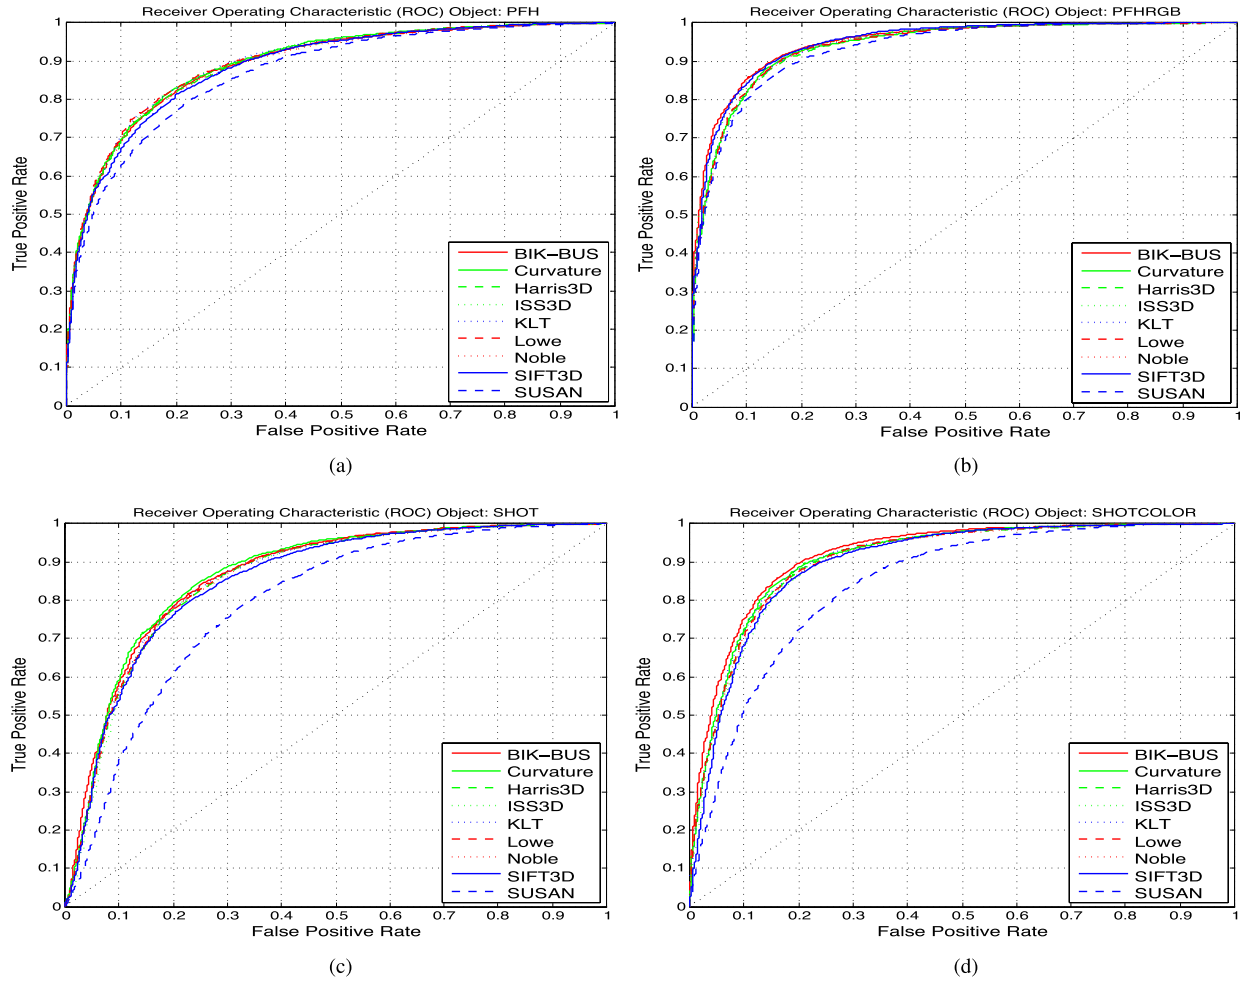 Receiver Operating Characteristic (ROC) Object: PFH
1
0.9
0.8
0.7
0.6
0.5
0.4
0.3
0.2
0.1
0
True Positive Rate
BIK-BUS
Curvature
Harris3D
ISS3D
KLT
Lowe
Noble
SIFT3D
SUSAN
0 0.1 0.2 0.3 0.4 0.5 0.6 0.7 0.8 0.9 1
False Positive Rate
(a)
Receiver Operating Characteristic (ROC) Object: PFHRGB
1
0.9
0.8
0.7
0.6
0.5
0.4
0.3
0.2
0.1
0
True Positive Rate
BIK-BUS
Curvature
Harris3D
ISS3D
KLT
Lowe
Noble
SIFT3D
SUSAN
0 0.1 0.2 0.3 0.4 0.5 0.6 0.7 0.8 0.9 1
False Positive Rate
(b)
Receiver Operating Characteristic (ROC) Object: SHOT
1
0.9
0.8
0.7
0.6
0.5
0.4
0.3
0.2
0.1
0
True Positive Rate
BIK-BUS
Curvature
Harris3D
ISS3D
KLT
Lowe
Noble
SIFT3D
SUSAN
0 0.1 0.2 0.3 0.4 0.5 0.6 0.7 0.8 0.9 1
False Positive Rate
(c)
Receiver Operating Characteristic (ROC) Object: SHOTCOLOR
1
0.9
0.8
0.7
0.6
0.5
0.4
0.3
0.2
0.1
0
True Positive Rate
BIK-BUS
Curvature
Harris3D
ISS3D
KLT
Lowe
Noble
SIFT3D
SUSAN
0 0.1 0.2 0.3 0.4 0.5 0.6 0.7 0.8 0.9 1
False Positive Rate
(d)